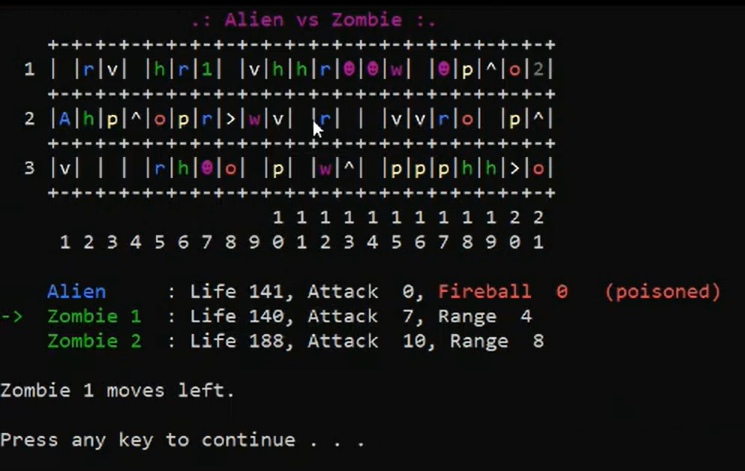 .: Alien vs Zombie :.
+-+-+-+-+-+-+-+-+-+-+-+-+-+-+-+-+-+-+-+-+-+
1 | |r|v| |h|r|1| |v|h|h|r|☻|☻|w| |☻|p|^|o|2|
+-+-+-+-+-+-+-+-+-+-+-+-+-+-+-+-+-+-+-+-+-+
2 |A|h|p|^|o|p|r|>|w|v| |r| | |v|v|r|o| |p|^|
+-+-+-+-+-+-+-+-+-+-+-+-+-+-+-+-+-+-+-+-+-+
3 |v| | | |r|h|☻|o| |p| |w|^| |p|p|p|h|h|>|o|
+-+-+-+-+-+-+-+-+-+-+-+-+-+-+-+-+-+-+-+-+-+
1 1 1 1 1 1 1 1 1 1 2 2
1 2 3 4 5 6 7 8 9 0 1 2 3 4 5 6 7 8 9 0 1
Alien : Life 141, Attack 0, Fireball 0 (poisoned)
-> Zombie 1 : Life 140, Attack 7, Range 4
Zombie 2 : Life 188, Attack 10, Range 8
Zombie 1 moves left.
Press any key to continue . . .